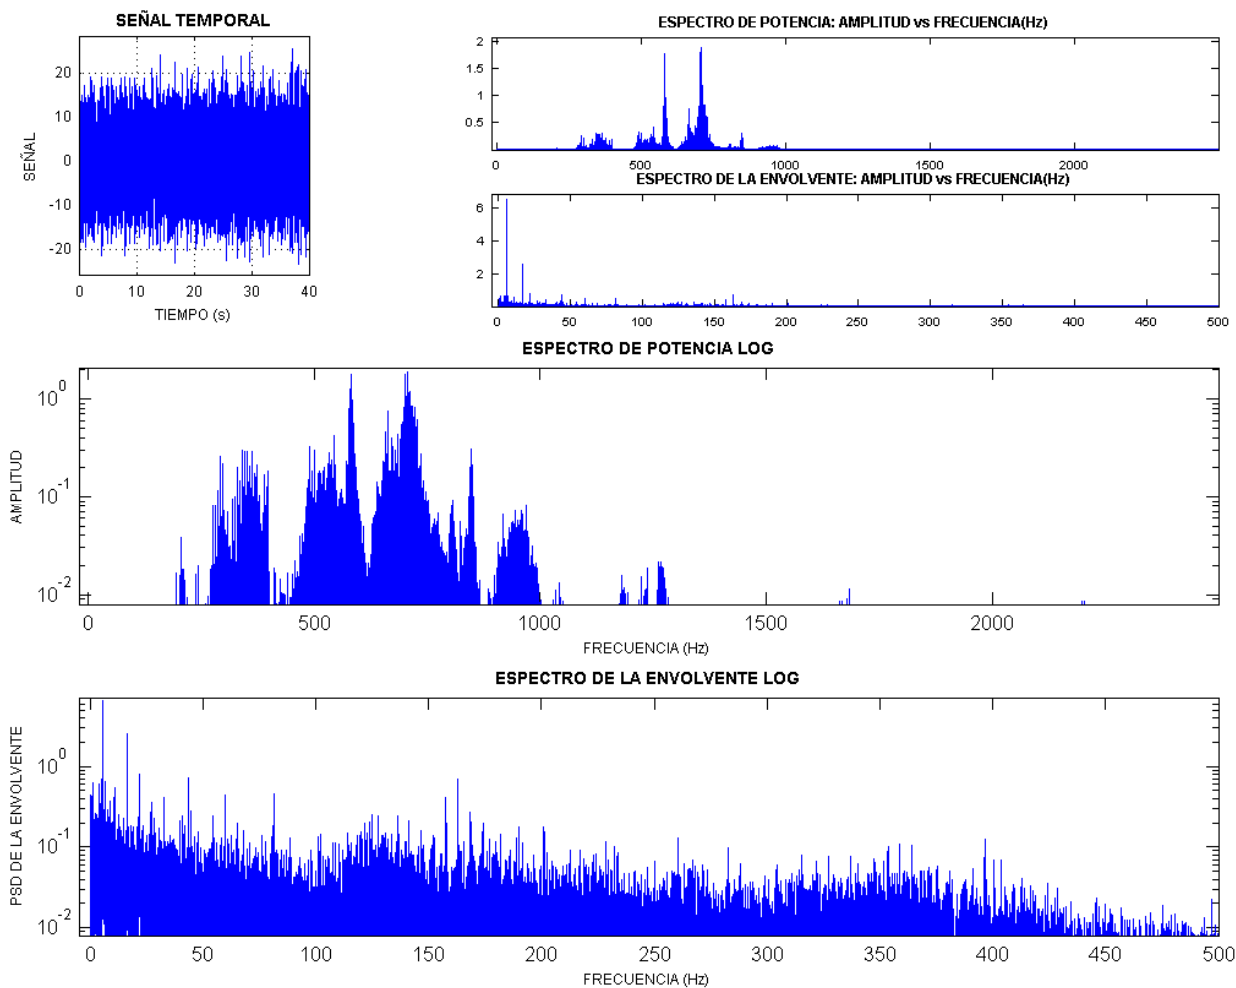 SEÑAL TEMPORAL
SEÑAL
20
10
0
-10
-20
0 10 20 30 40
TIEMPO (s)
ESPECTRO DE POTENCIA: AMPLITUD vs FRECUENCIA(Hz)
2
1.5
1
0.5
0 500 1000 1500 2000
ESPECTRO DE LA ENVOLVENTE: AMPLITUD vs FRECUENCIA(Hz)
6
4
2
0 50 100 150 200 250 300 350 400 450 500
ESPECTRO DE POTENCIA LOG
AMPLITUD
10^0
10^-1
10^-2
0 500 1000 1500 2000
FRECUENCIA (Hz)
ESPECTRO DE LA ENVOLVENTE LOG
PSD DE LA ENVOLVENTE
10^0
10^-1
10^-2
0 50 100 150 200 250 300 350 400 450 500
FRECUENCIA (Hz)